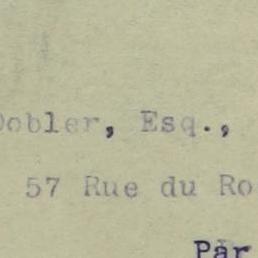 Dobler, Esq.,
57 Rue du Ro
Par